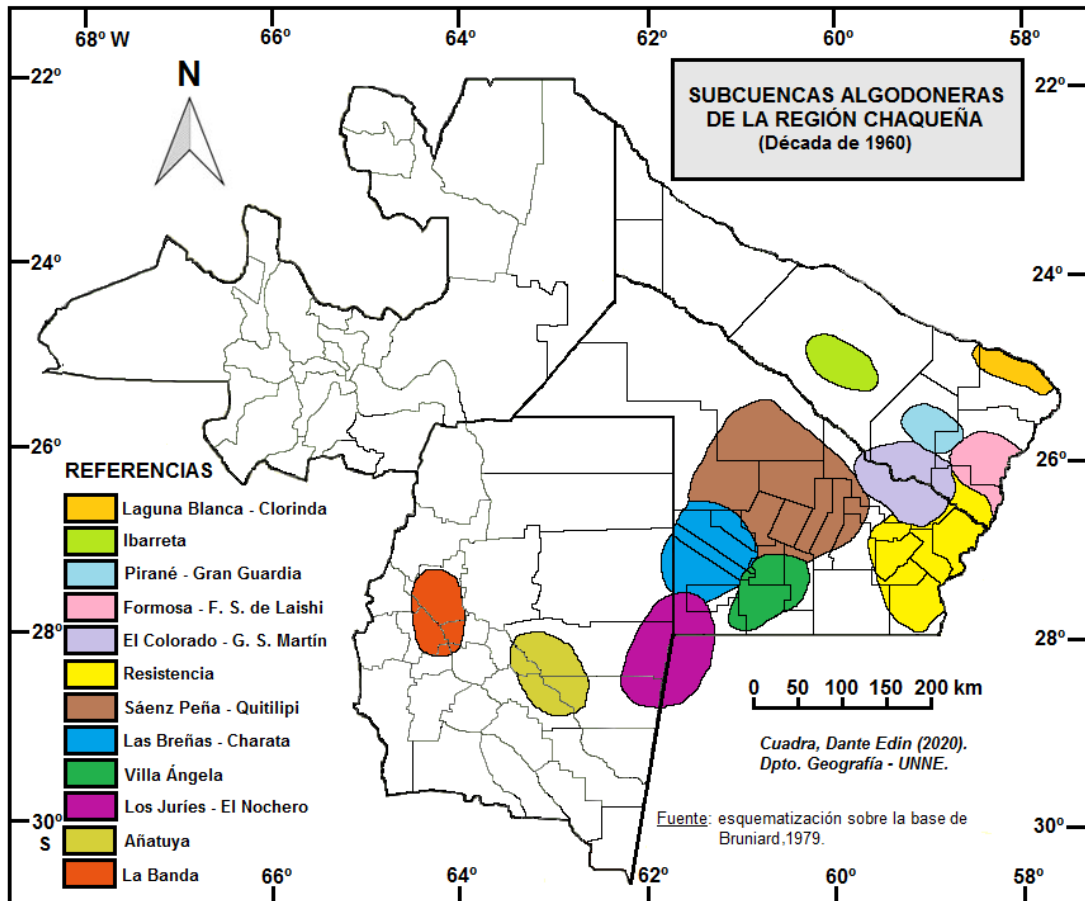 68º W
66º
64º
62º
60º
58º
22º
22º
N
SUBCUENCAS ALGODONERAS
DE LA REGIÓN CHAQUEÑA
(Década de 1960)
24º
24º
26º
26º
REFERENCIAS
Laguna Blanca - Clorinda
Ibarreta
Pirané - Gran Guardia
Formosa - F. S. de Laishi
El Colorado - G. S. Martín
Resistencia
Sáenz Peña - Quitilipi
Las Breñas - Charata
Villa Ángela
Los Juríes - El Nochero
Añatuya
La Banda
28º
28º
0 50 100 150 200 km
Cuadra, Dante Edin (2020).
Dpto. Geografía - UNNE.
Fuente: esquematización sobre la base de
Bruniard,1979.
30º
S
30º
66º
64º
62º
60º
58º